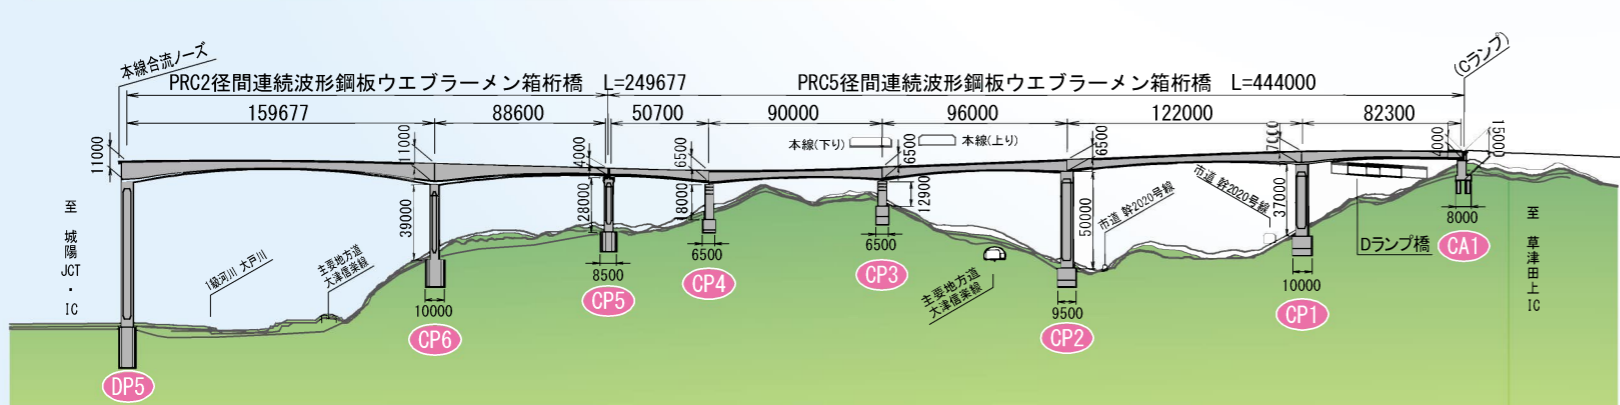 本線合流ノーズ
(Cランプ)
PRC2径間連続波形鋼板ウエブラーメン箱桁橋 L=249677
PRC5径間連続波形鋼板ウエブラーメン箱桁橋 L=444000
159677
88600
50700
90000
96000
122000
82300
本線(下り)
本線(上り)
11000
11000
4000
6500
6500
6500
7000
4000
1500
39000
28000
18000
12900
50000
37000
市道 幹2020号線
市道 幹2020号線
Dランプ橋
至 城陽JCT・IC
至 草津田上IC
1級河川 大戸川
主要地方道
大津信楽線
主要地方道
大津信楽線
10000
8500
6500
6500
9500
10000
8000
DP5
CP6
CP5
CP4
CP3
CP2
CP1
CA1